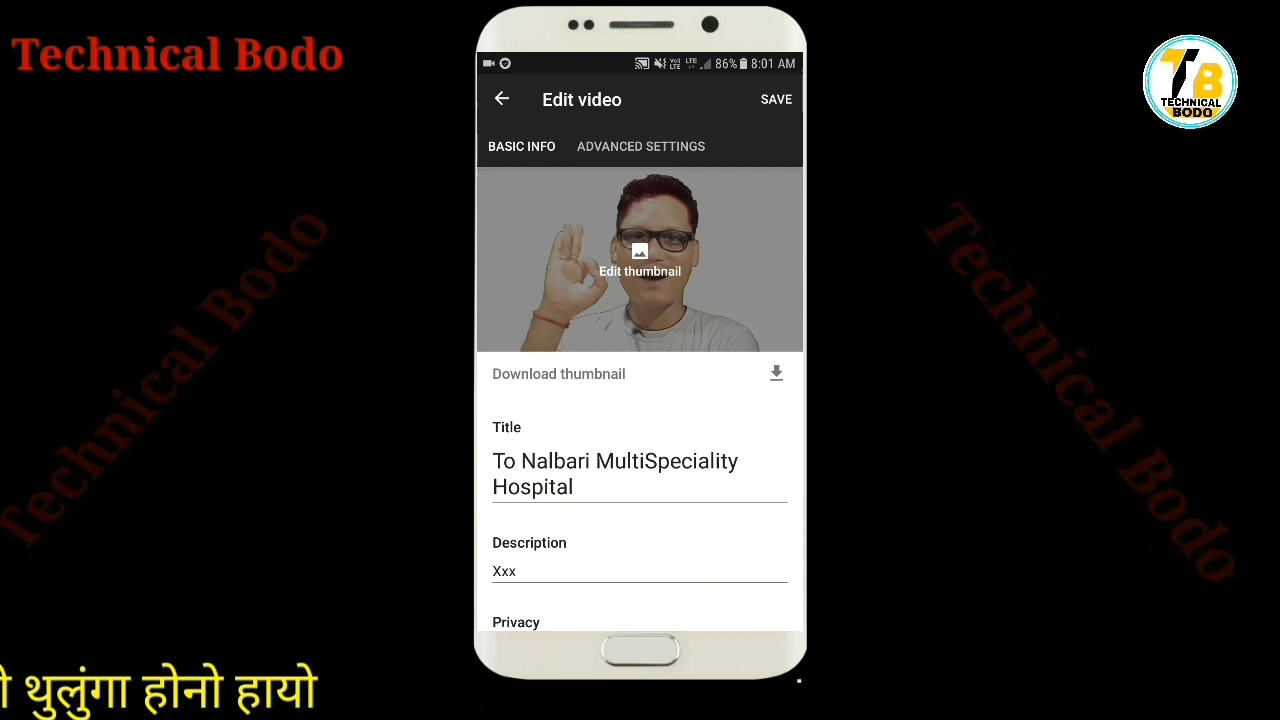 Technical Bodo
TECHNICAL
BODO
86% 8:01 AM
Edit video
SAVE
BASIC INFO
ADVANCED SETTINGS
Edit thumbnail
Download thumbnail
Title
To Nalbari MultiSpeciality
Hospital
Description
Xxx
Privacy
Technical Bodo
Technical Bodo
थुलुंगा होनो हायो